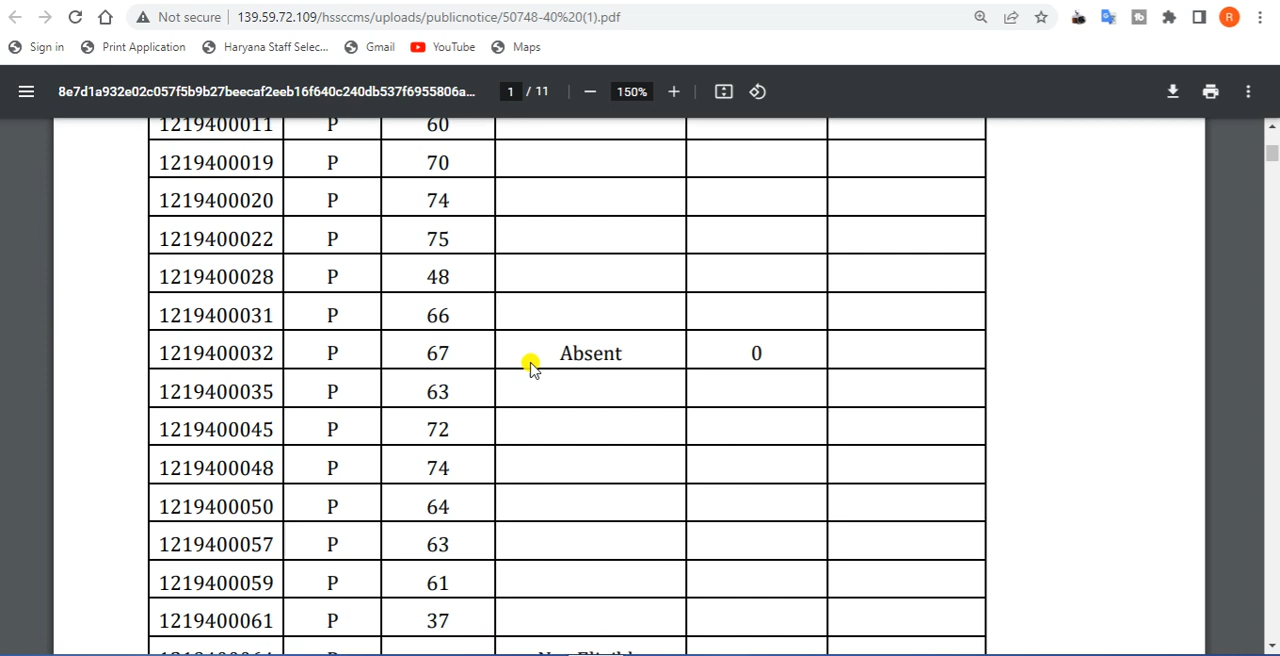 Not secure 139.59.72.109/hssccms/uploads/publicnotice/50748-40%20(1).pdf R
Sign in Print Application Haryana Staff Selec... Gmail YouTube Maps
8e7d1a932e02c057f5b9b27beecaf2eeb16f640c240db537f6955806a... 1 / 11 150%
1219400011 P 60
1219400019 P 70
1219400020 P 74
1219400022 P 75
1219400028 P 48
1219400031 P 66
1219400032 P 67 Absent 0
1219400035 P 63
1219400045 P 72
1219400048 P 74
1219400050 P 64
1219400057 P 63
1219400059 P 61
1219400061 P 37